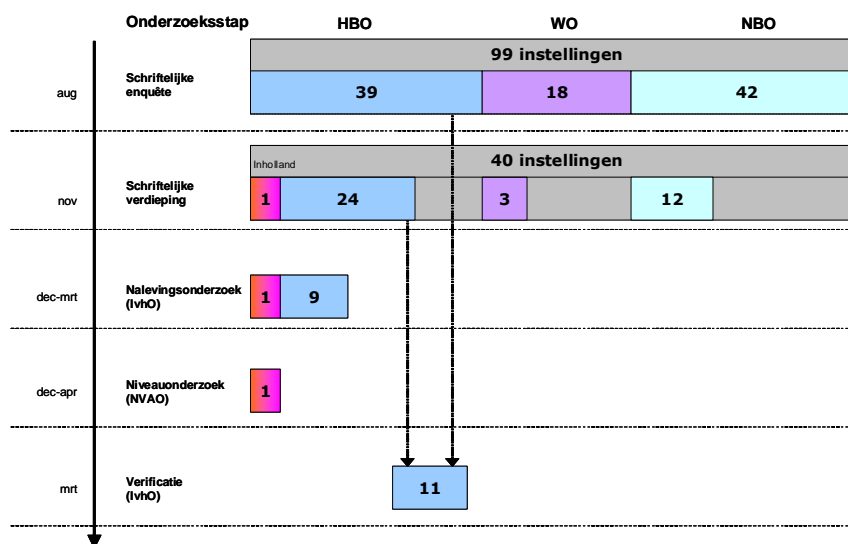 Onderzoeksstap HBO WO NBO
99 instellingen
aug
Schriftelijke
enquête
39 18 42
Inholland
40 instellingen
nov
Schriftelijke
verdieping
1 24 3 12
dec-mrt
Nalevingsonderzoek
(IvhO)
1 9
dec-apr
Niveauonderzoek
(NVAO)
1
mrt
Verificatie
(IvhO)
11